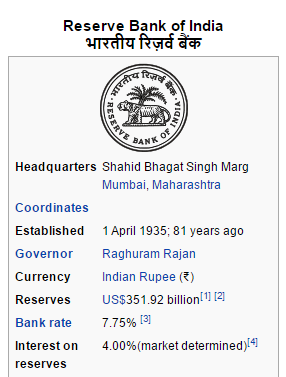 Reserve Bank of India
भारतीय रिज़र्व बैंक
भारतीय रिज़र्व बैंक
RESERVE BANK OF INDIA
Headquarters Shahid Bhagat Singh Marg
Mumbai, Maharashtra
Coordinates
Established 1 April 1935; 81 years ago
Governor Raghuram Rajan
Currency Indian Rupee (₹)
Reserves US$351.92 billion[1] [2]
Bank rate 7.75% [3]
Interest on 4.00%(market determined)[4]
reserves